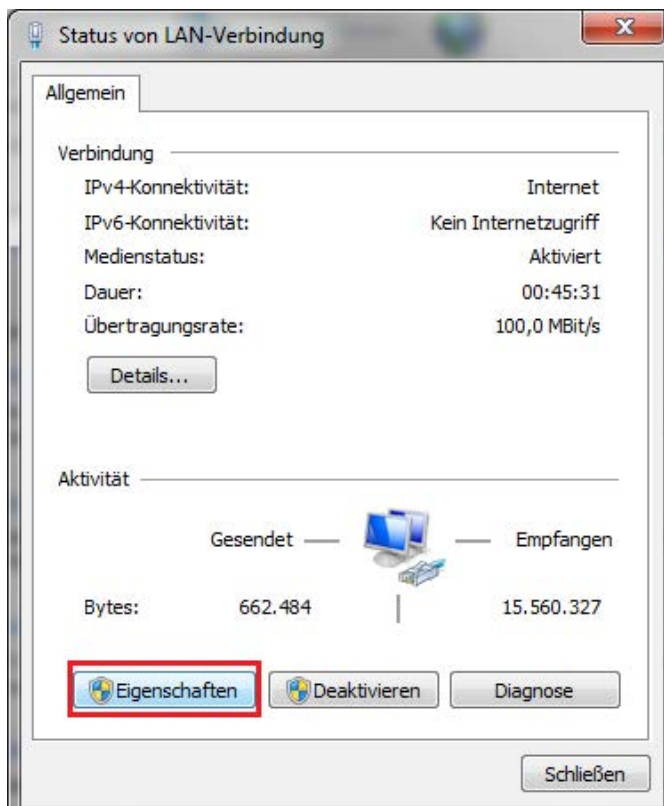 Status von LAN-Verbindung
Allgemein
Verbindung
IPv4-Konnektivität: Internet
IPv6-Konnektivität: Kein Internetzugriff
Medienstatus: Aktiviert
Dauer: 00:45:31
Übertragungsrate: 100,0 MBit/s
Details...
Aktivität
Gesendet Empfangen
Bytes: 662.484 15.560.327
Eigenschaften Deaktivieren Diagnose
Schließen